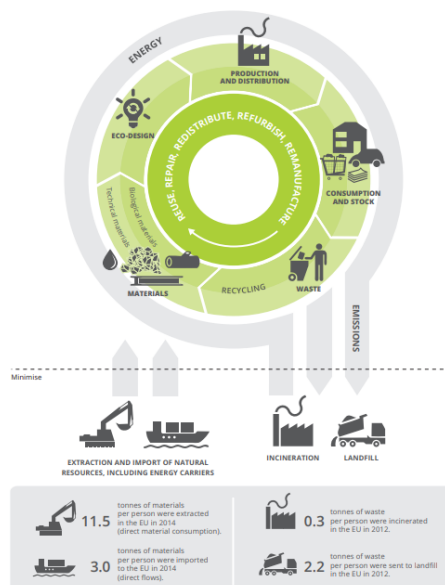 ENERGY
PRODUCTION
AND DISTRIBUTION
ECO-DESIGN
REUSE, REPAIR, REDISTRIBUTE, REFURBISH, REMANUFACTURE
CONSUMPTION
AND STOCK
Technical materials
Biological materials
MATERIALS
RECYCLING
WASTE
EMISSIONS
Minimise
EXTRACTION AND IMPORT OF NATURAL
RESOURCES, INCLUDING ENERGY CARRIERS
INCINERATION
LANDFILL
11.5
tonnes of materials
per person were extracted
in the EU in 2014
(direct material consumption).
0.3
tonnes of waste
per person were incinerated
in the EU in 2012.
3.0
tonnes of materials
per person were imported
to the EU in 2014
(direct flows).
2.2
tonnes of waste
per person were sent to landfill
in the EU in 2012.